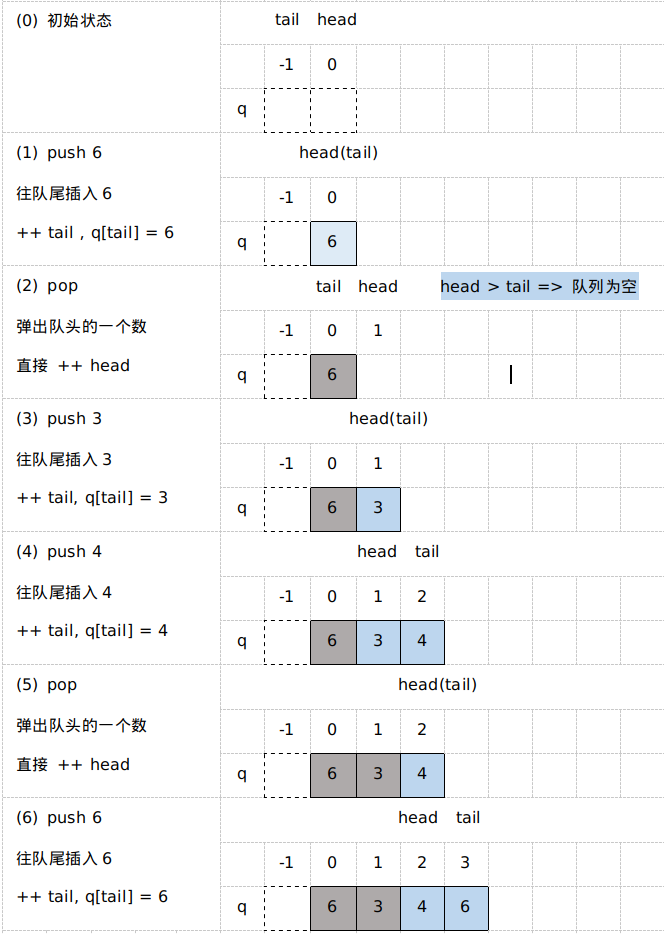 (0) 初始状态
tail head
-1 0
q
(1) push 6
head(tail)
往队尾插入 6
-1 0
++ tail , q[tail] = 6
q 6
(2) pop
tail head
head > tail => 队列为空
弹出队头的一个数
-1 0 1
直接 ++ head
q 6
(3) push 3
head(tail)
往队尾插入 3
-1 0 1
++ tail, q[tail] = 3
q 6 3
(4) push 4
head tail
往队尾插入 4
-1 0 1 2
++ tail, q[tail] = 4
q 6 3 4
(5) pop
head(tail)
弹出队头的一个数
-1 0 1 2
直接 ++ head
q 6 3 4
(6) push 6
head tail
往队尾插入 6
-1 0 1 2 3
++ tail, q[tail] = 6
q 6 3 4 6